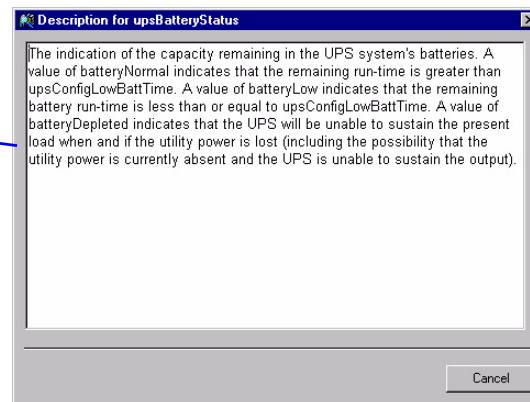 Description for upsBatteryStatus
The indication of the capacity remaining in the UPS system's batteries. A
value of batteryNormal indicates that the remaining run-time is greater than
upsConfigLowBattTime. A value of batteryLow indicates that the remaining
battery run-time is less than or equal to upsConfigLowBattTime. A value of
batteryDepleted indicates that the UPS will be unable to sustain the present
load when and if the utility power is lost (including the possibility that the
utility power is currently absent and the UPS is unable to sustain the output).
Cancel